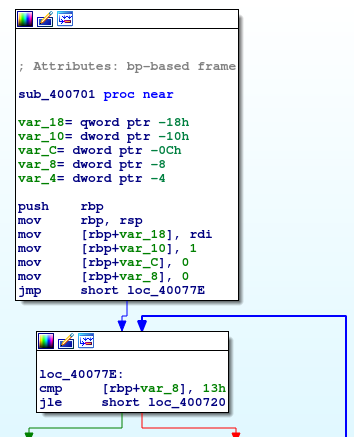 ; Attributes: bp-based frame
sub_400701 proc near
var_18= qword ptr -18h
var_10= dword ptr -10h
var_C= dword ptr -0Ch
var_8= dword ptr -8
var_4= dword ptr -4
push rbp
mov rbp, rsp
mov [rbp+var_18], rdi
mov [rbp+var_10], 1
mov [rbp+var_C], 0
mov [rbp+var_8], 0
jmp short loc_40077E
loc_40077E:
cmp [rbp+var_8], 13h
jle short loc_400720